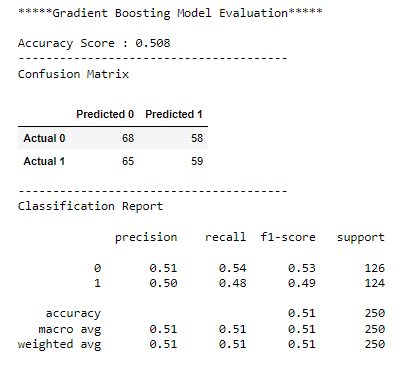 *****Gradient Boosting Model Evaluation*****
Accuracy Score : 0.508
---------------------------------------
Confusion Matrix
Predicted 0 Predicted 1
Actual 0 68 58
Actual 1 65 59
---------------------------------------
Classification Report
precision recall f1-score support
0 0.51 0.54 0.53 126
1 0.50 0.48 0.49 124
accuracy 0.51 250
macro avg 0.51 0.51 0.51 250
weighted avg 0.51 0.51 0.51 250